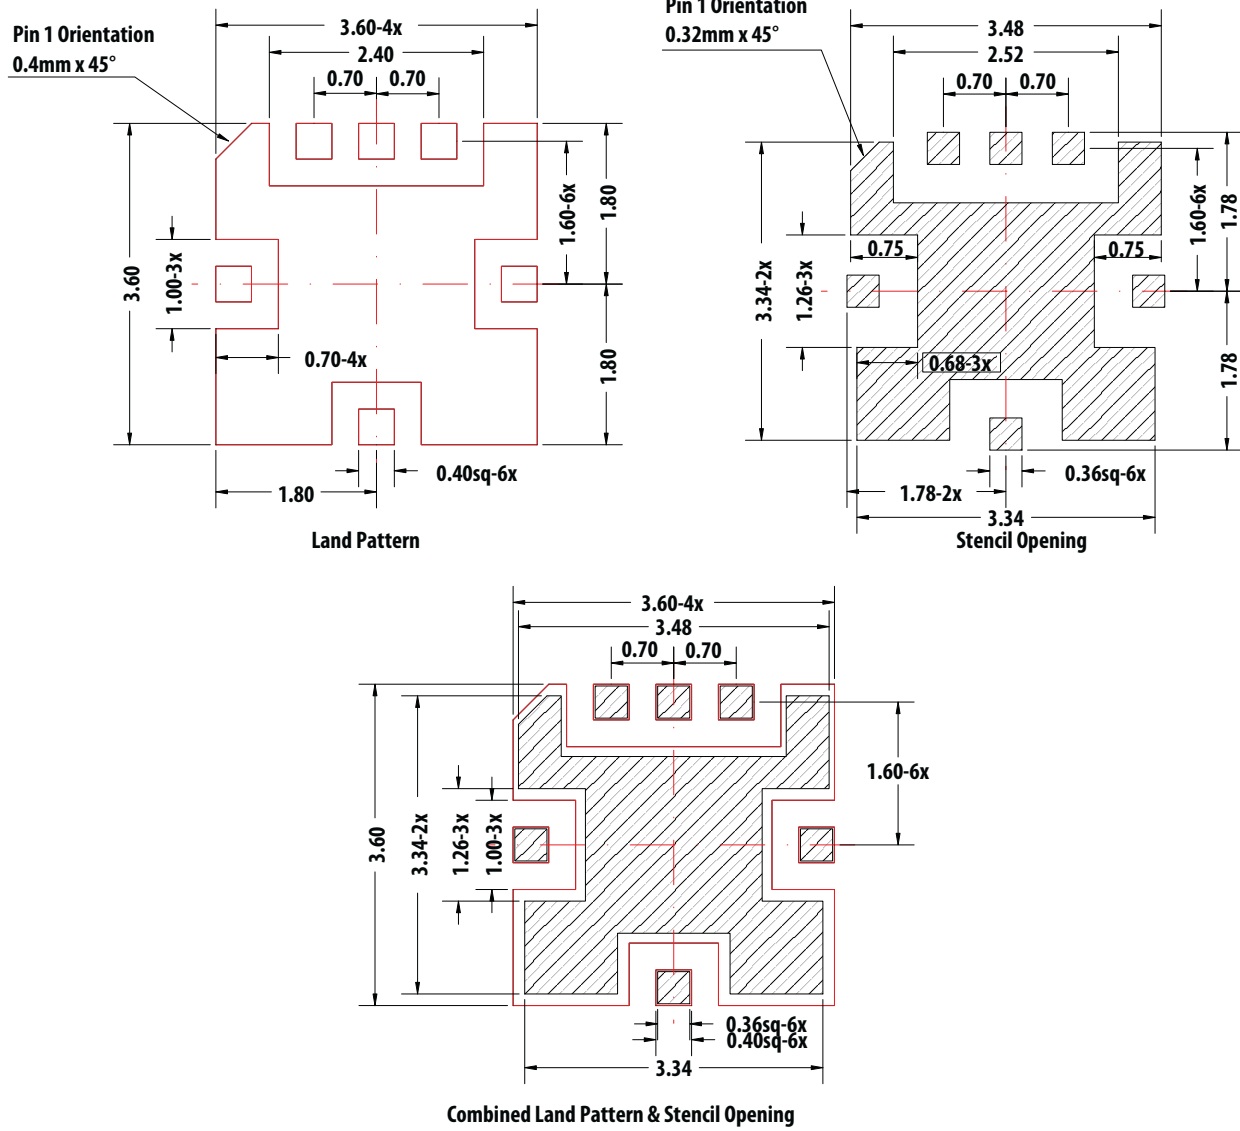 Pin 1 Orientation
0.4mm x 45°
3.60-4x
2.40
0.70
0.70
3.60
1.00-3x
1.60-6x
1.80
0.70-4x
1.80
0.40sq-6x
1.80
Land Pattern
Pin 1 Orientation
0.32mm x 45°
3.48
2.52
0.70
0.70
3.34-2x
1.26-3x
0.75
0.75
1.60-6x
1.78
0.68-3x
1.78
0.36sq-6x
1.78-2x
3.34
Stencil Opening
3.60-4x
3.48
0.70
0.70
3.60
3.34-2x
1.26-3x
1.00-3x
1.60-6x
0.36sq-6x
0.40sq-6x
3.34
Combined Land Pattern & Stencil Opening